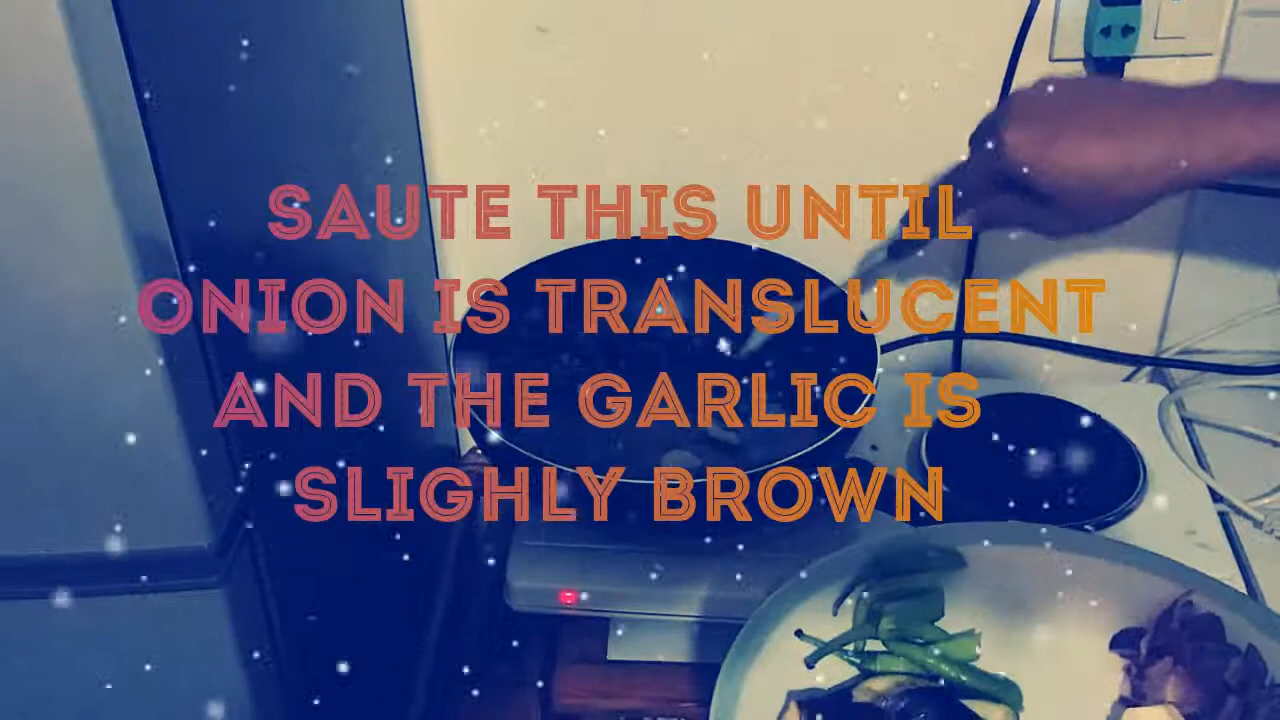 SAUTE THIS UNTIL
ONION IS TRANSLUCENT
AND THE GARLIC IS
SLIGHLY BROWN